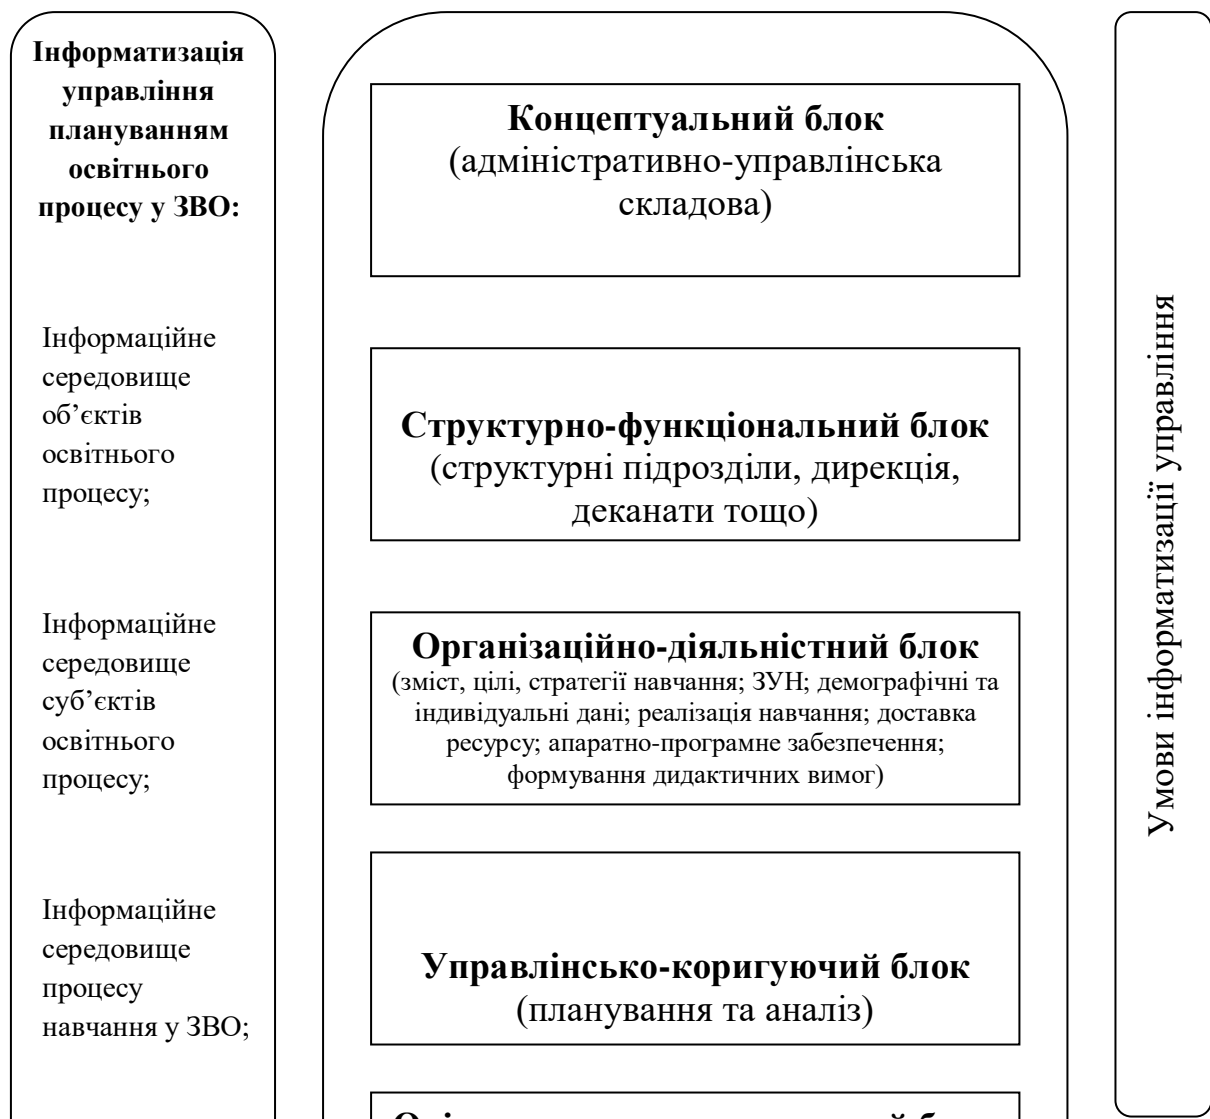 Інформатизація
управління
плануванням
освітнього
процесу у ЗВО:
Інформаційне
середовище
об’єктів
освітнього
процесу;
Інформаційне
середовище
суб’єктів
освітнього
процесу;
Інформаційне
середовище
процесу
навчання у ЗВО;
Концептуальний блок
(адміністративно-управлінська
складова)
Структурно-функціональний блок
(структурні підрозділи, дирекція,
деканати тощо)
Організаційно-діяльністний блок
(зміст, цілі, стратегії навчання; ЗУН; демографічні та
індивідуальні дані; реалізація навчання; доставка
ресурсу; апаратно-програмне забезпечення;
формування дидактичних вимог)
Управлінсько-коригуючий блок
(планування та аналіз)
Умови інформатизації управління